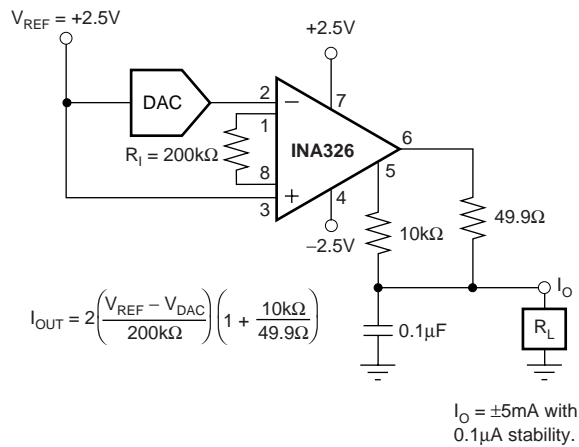 V_REF = +2.5V
+2.5V
DAC
2
−
7
1
R_I = 200kΩ
INA326
6
8
5
+
3
4
−2.5V
10kΩ
49.9Ω
I_OUT = 2(V_REF − V_DAC / 200kΩ)(1 + 10kΩ / 49.9Ω)
0.1μF
I_O
R_L
I_O = ±5mA with
0.1μA stability.